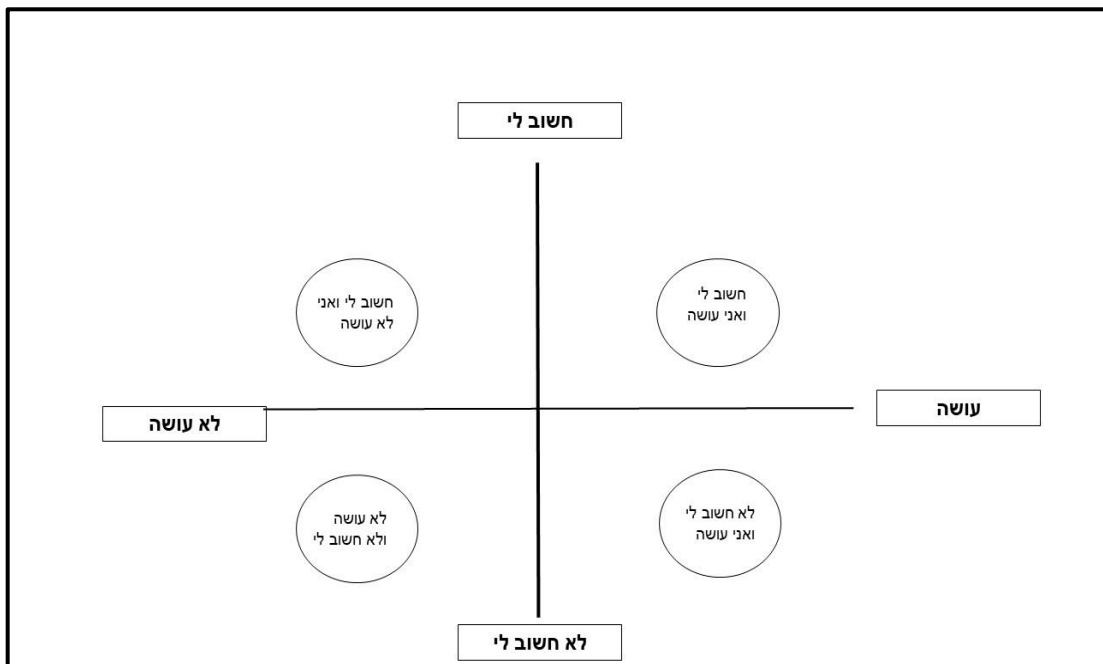 חשוב לי
חשוב לי
ואני עושה
חשוב לי ואני
לא עושה
עושה
לא עושה
לא חשוב לי
ואני עושה
לא עושה
ולא חשוב לי
לא חשוב לי